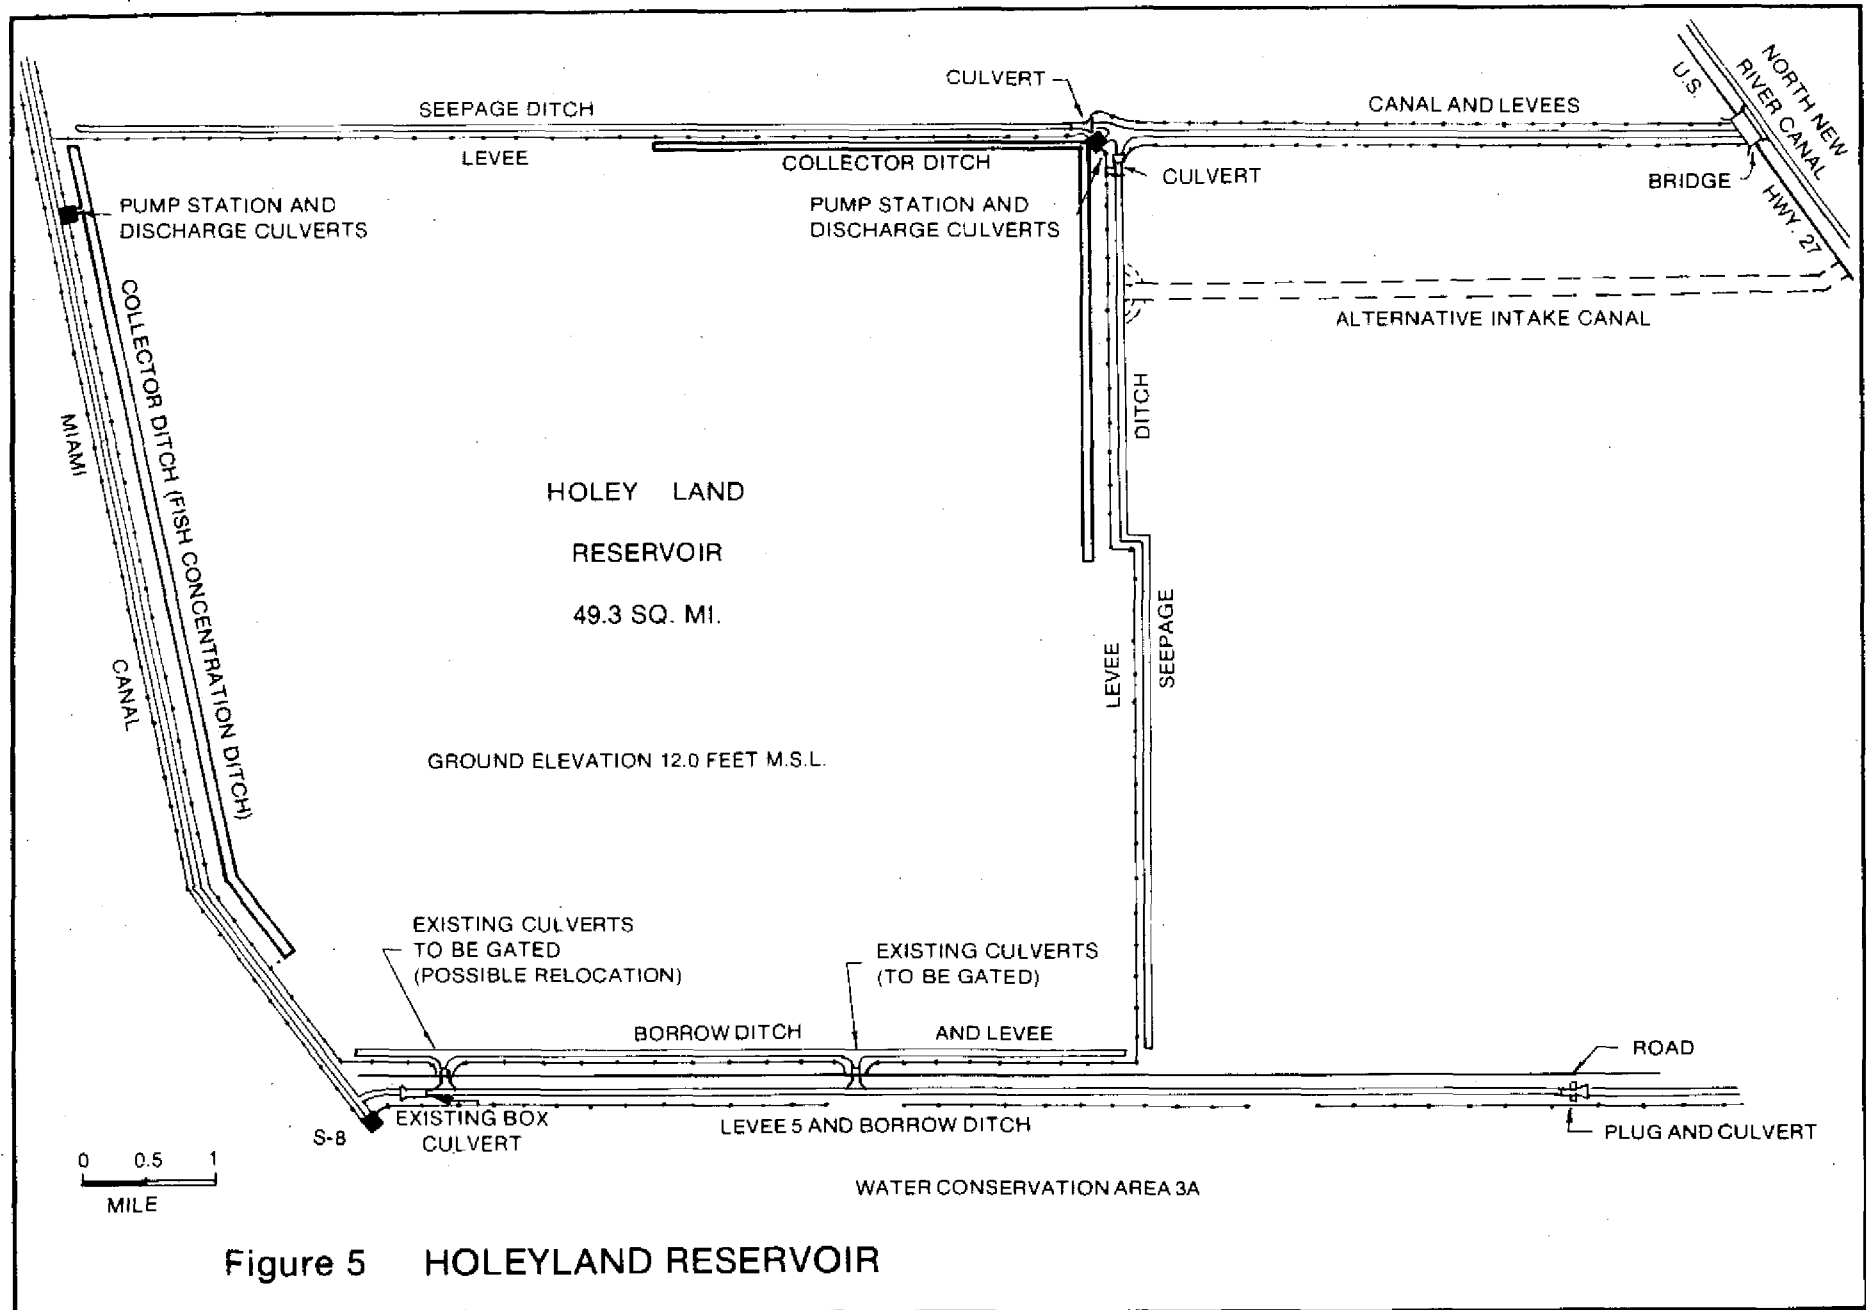 CULVERT
SEEPAGE DITCH
CANAL AND LEVEES
NORTH NEW
RIVER CANAL
U.S.
HWY. 27
LEVEE
COLLECTOR DITCH
CULVERT
BRIDGE
PUMP STATION AND
DISCHARGE CULVERTS
PUMP STATION AND
DISCHARGE CULVERTS
ALTERNATIVE INTAKE CANAL
COLLECTOR DITCH (FISH CONCENTRATION DITCH)
MIAMI
CANAL
DITCH
HOLEY LAND
RESERVOIR
49.3 SQ. MI.
SEEPAGE
LEVEE
GROUND ELEVATION 12.0 FEET M.S.L.
EXISTING CULVERTS
TO BE GATED
(POSSIBLE RELOCATION)
EXISTING CULVERTS
(TO BE GATED)
BORROW DITCH AND LEVEE
ROAD
EXISTING BOX
CULVERT
S-8
LEVEE 5 AND BORROW DITCH
PLUG AND CULVERT
0 0.5 1
MILE
WATER CONSERVATION AREA 3A
Figure 5 HOLEYLAND RESERVOIR